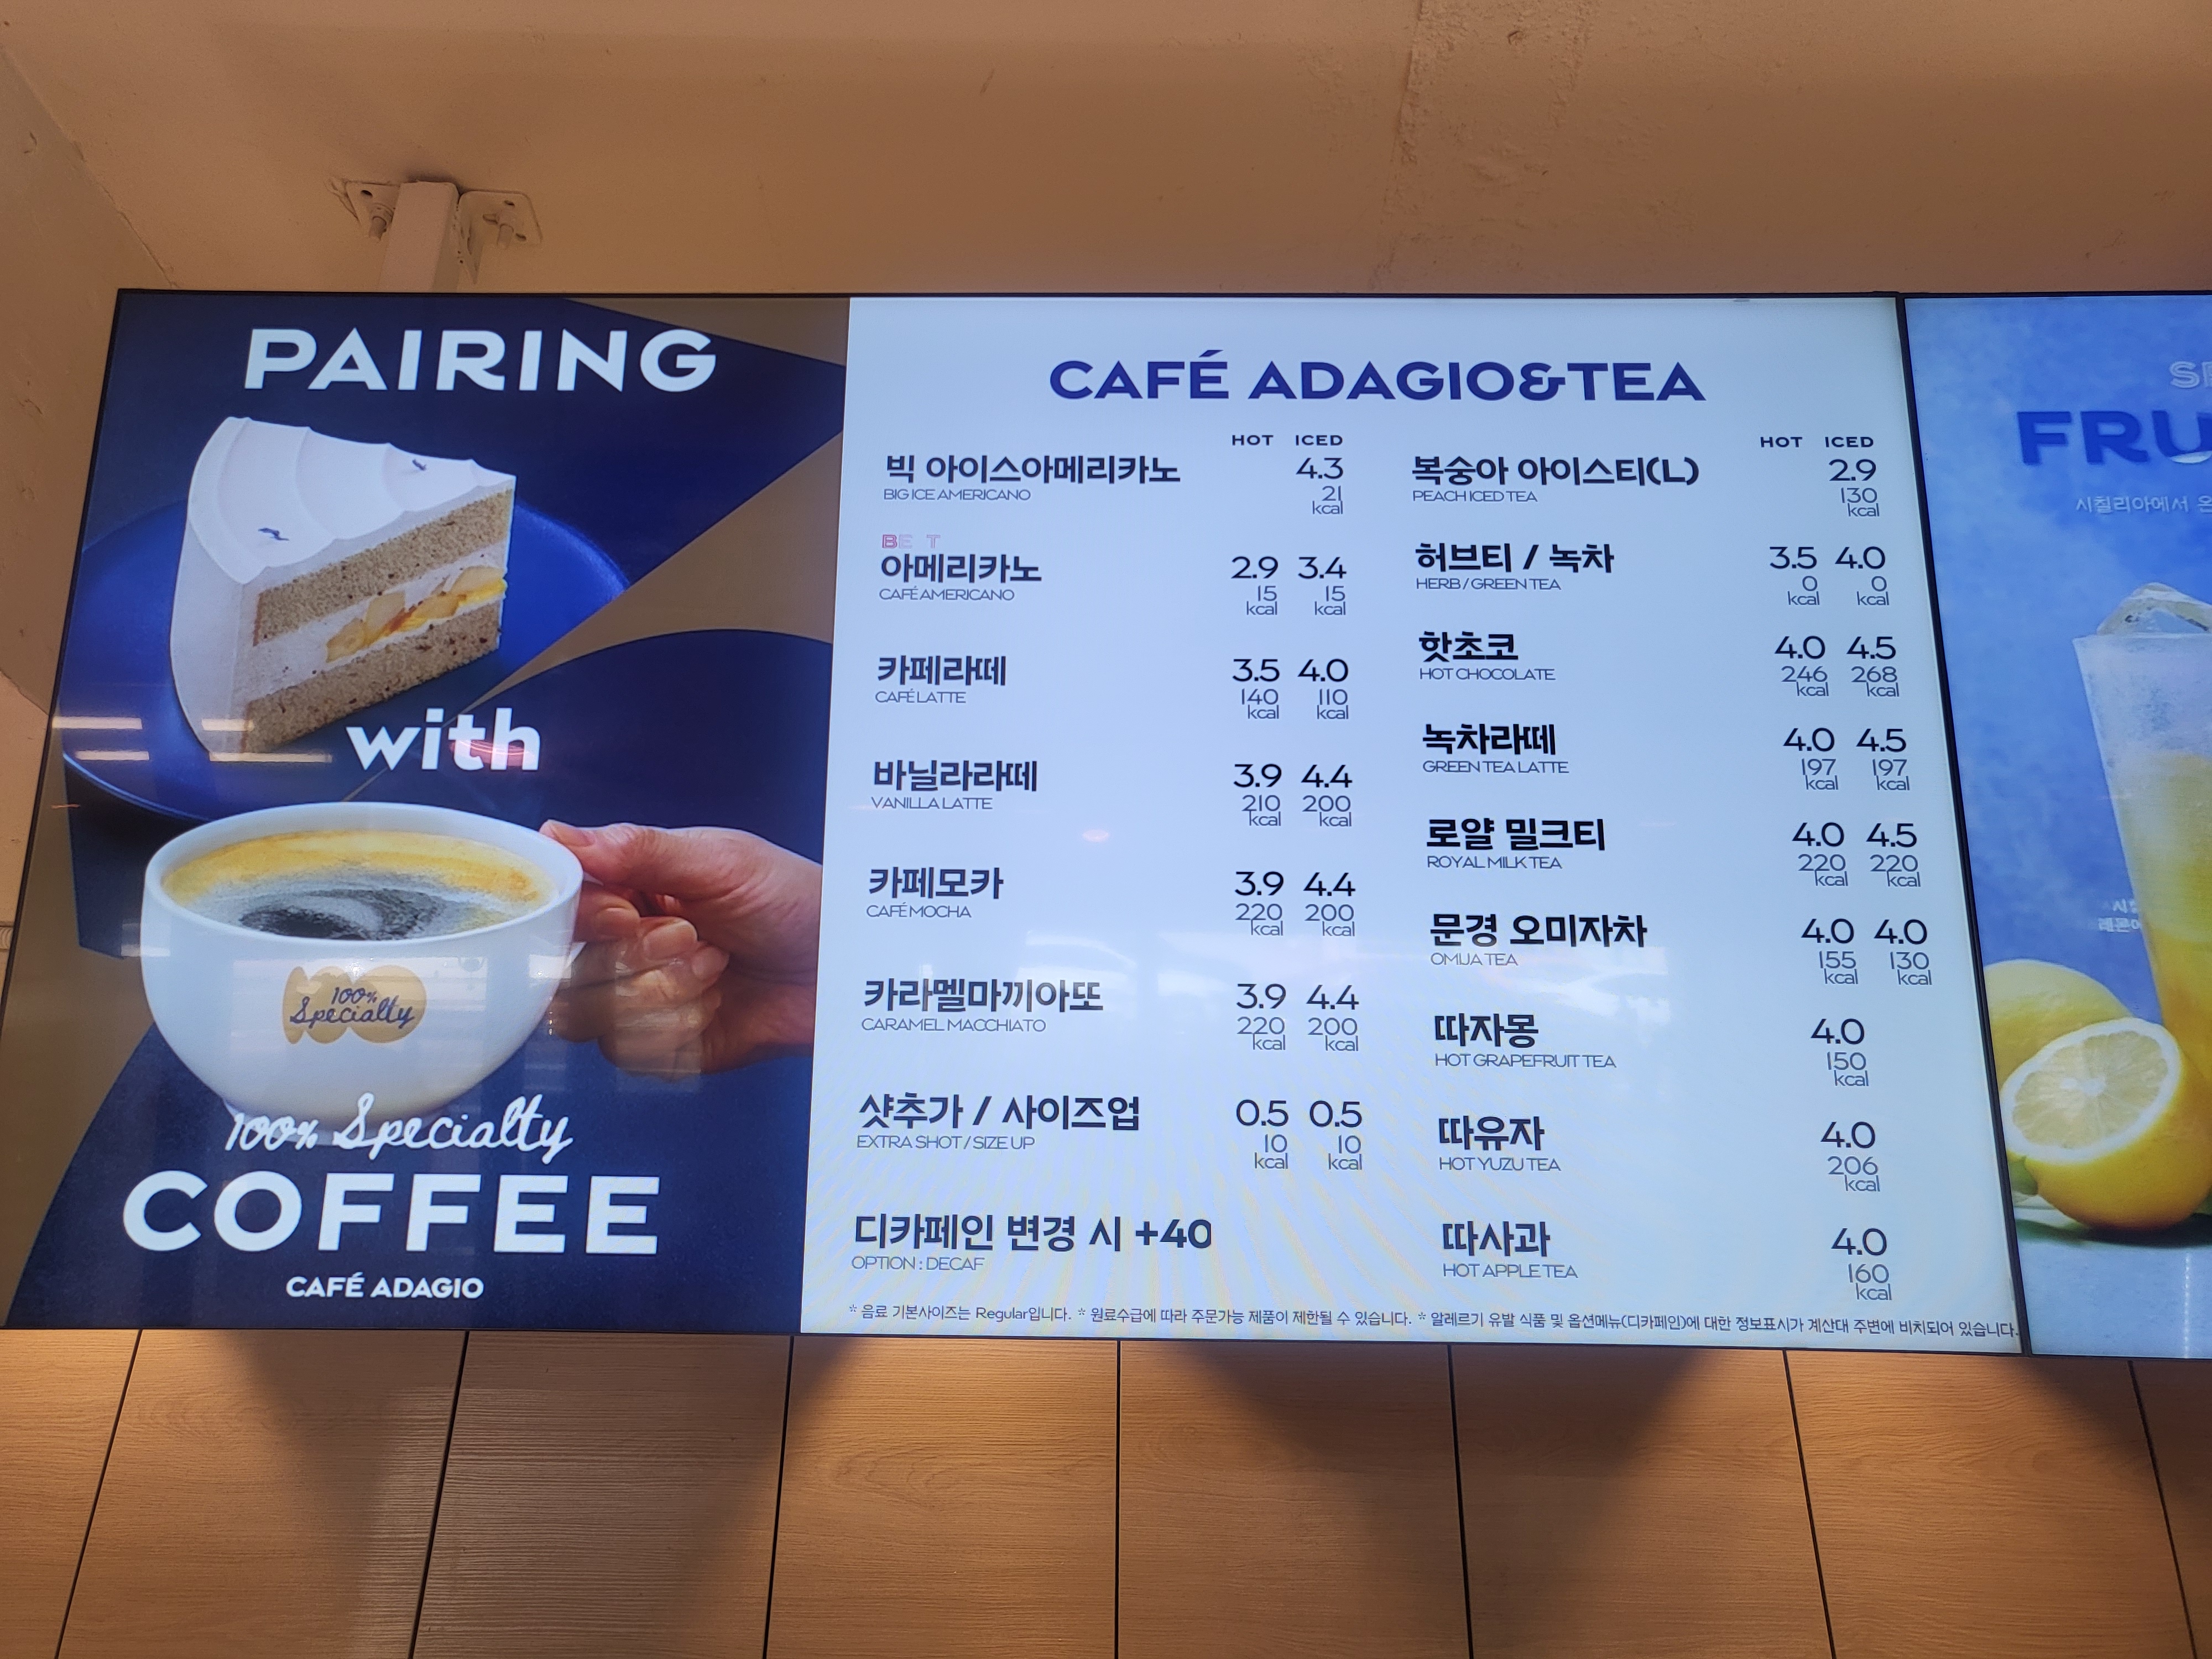 PAIRING
with
100%
Specialty
100% Specialty
COFFEE
CAFÉ ADAGIO
CAFÉ ADAGIO&TEA
HOT ICED
빅 아이스아메리카노 4.3
BIG ICE AMERICANO 21
kcal
BE T
아메리카노 2.9 3.4
CAFÉ AMERICANO 15 15
kcal kcal
카페라떼 3.5 4.0
CAFÉ LATTE 140 110
kcal kcal
바닐라라떼 3.9 4.4
VANILLA LATTE 210 200
kcal kcal
카페모카 3.9 4.4
CAFÉ MOCHA 220 200
kcal kcal
카라멜마끼아또 3.9 4.4
CARAMEL MACCHIATO 220 200
kcal kcal
샷추가 / 사이즈업 0.5 0.5
EXTRA SHOT / SIZE UP 10 10
kcal kcal
디카페인 변경 시 +40
OPTION : DECAF
HOT ICED
복숭아 아이스티(L) 2.9
PEACH ICED TEA 130
kcal
허브티 / 녹차 3.5 4.0
HERB / GREEN TEA 0 0
kcal kcal
핫초코 4.0 4.5
HOT CHOCOLATE 246 268
kcal kcal
녹차라떼 4.0 4.5
GREEN TEA LATTE 197 197
kcal kcal
로얄 밀크티 4.0 4.5
ROYAL MILK TEA 220 220
kcal kcal
문경 오미자차 4.0 4.0
OMIJA TEA 155 130
kcal kcal
따자몽 4.0
HOT GRAPEFRUIT TEA 150
kcal
따유자 4.0
HOT YUZU TEA 206
kcal
따사과 4.0
HOT APPLE TEA 160
kcal
* 음료 기본사이즈는 Regular입니다. * 원료수급에 따라 주문가능 제품이 제한될 수 있습니다. * 알레르기 유발 식품 및 옵션메뉴(디카페인)에 대한 정보표시가 계산대 주변에 비치되어 있습니다.
FRU
시칠리아에서